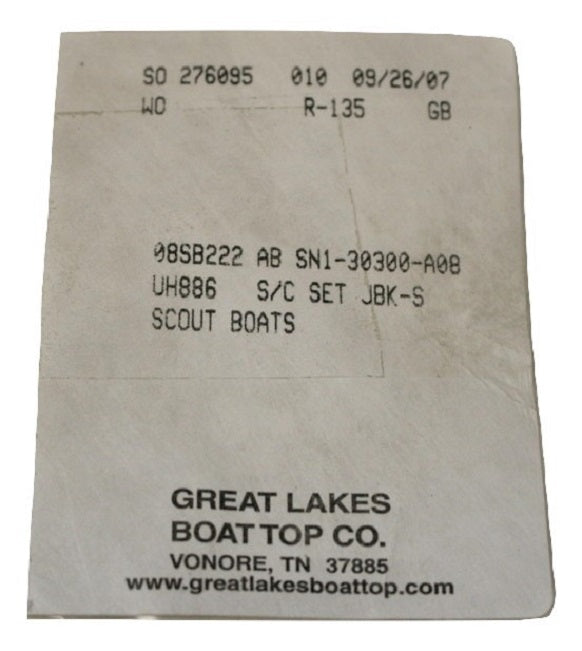 SO 276095 010 09/26/07
WO R-135 GB
08SB222 AB SN1-30300-A08
UH886 S/C SET JBK-S
SCOUT BOATS
GREAT LAKES
BOAT TOP CO.
VONORE, TN 37885
www.greatlakesboattop.com